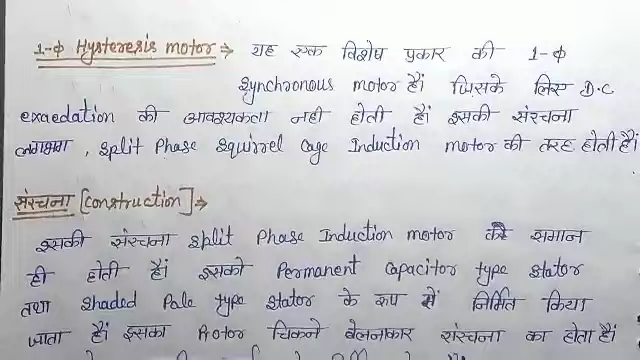 1-Φ Hysteresis motor ⇒ यह एक विशेष प्रकार की 1-Φ
Synchronous motor हैं। जिसके लिए D.C
exaedation की आवश्यकता नही होती हैं। इसकी संरचना
लगभग, Split Phase Squirrel Cage Induction motor की तरह होती हैं।
संरचना [construction] ⇒
इसकी संरचना Split Phase Induction motor के समान
ही होती हैं। इसको Permanent Capacitor type Stator
तथा Shaded Pole type Stator के रूप में निर्मित किया
जाता हैं। इसका Rotor चिकने बेलनाकार संरचना का होता हैं।